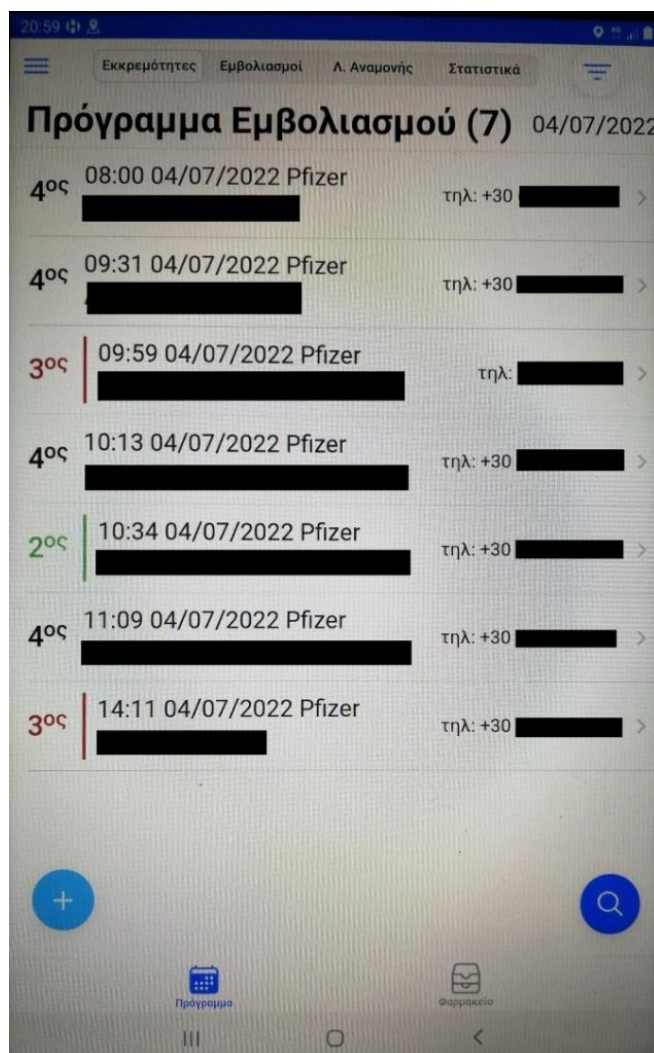 20:59
Εκκρεμότητες Εμβολιασμοί Λ. Αναμονής Στατιστικά
Πρόγραμμα Εμβολιασμού (7) 04/07/2022
4ος 08:00 04/07/2022 Pfizer
τηλ: +30
4ος 09:31 04/07/2022 Pfizer
τηλ: +30
3ος 09:59 04/07/2022 Pfizer
τηλ:
4ος 10:13 04/07/2022 Pfizer
τηλ: +30
2ος 10:34 04/07/2022 Pfizer
τηλ: +30
4ος 11:09 04/07/2022 Pfizer
τηλ: +30
3ος 14:11 04/07/2022 Pfizer
τηλ: +30
Πρόγραμμα Φαρμακείο